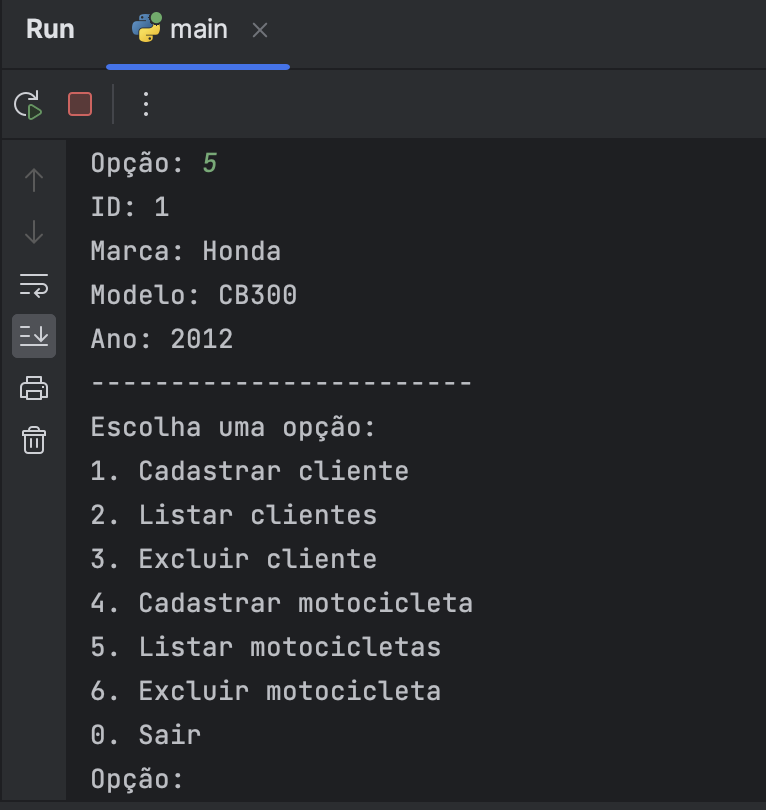 Run main
Opção: 5
ID: 1
Marca: Honda
Modelo: CB300
Ano: 2012
------------------------
Escolha uma opção:
1. Cadastrar cliente
2. Listar clientes
3. Excluir cliente
4. Cadastrar motocicleta
5. Listar motocicletas
6. Excluir motocicleta
0. Sair
Opção: